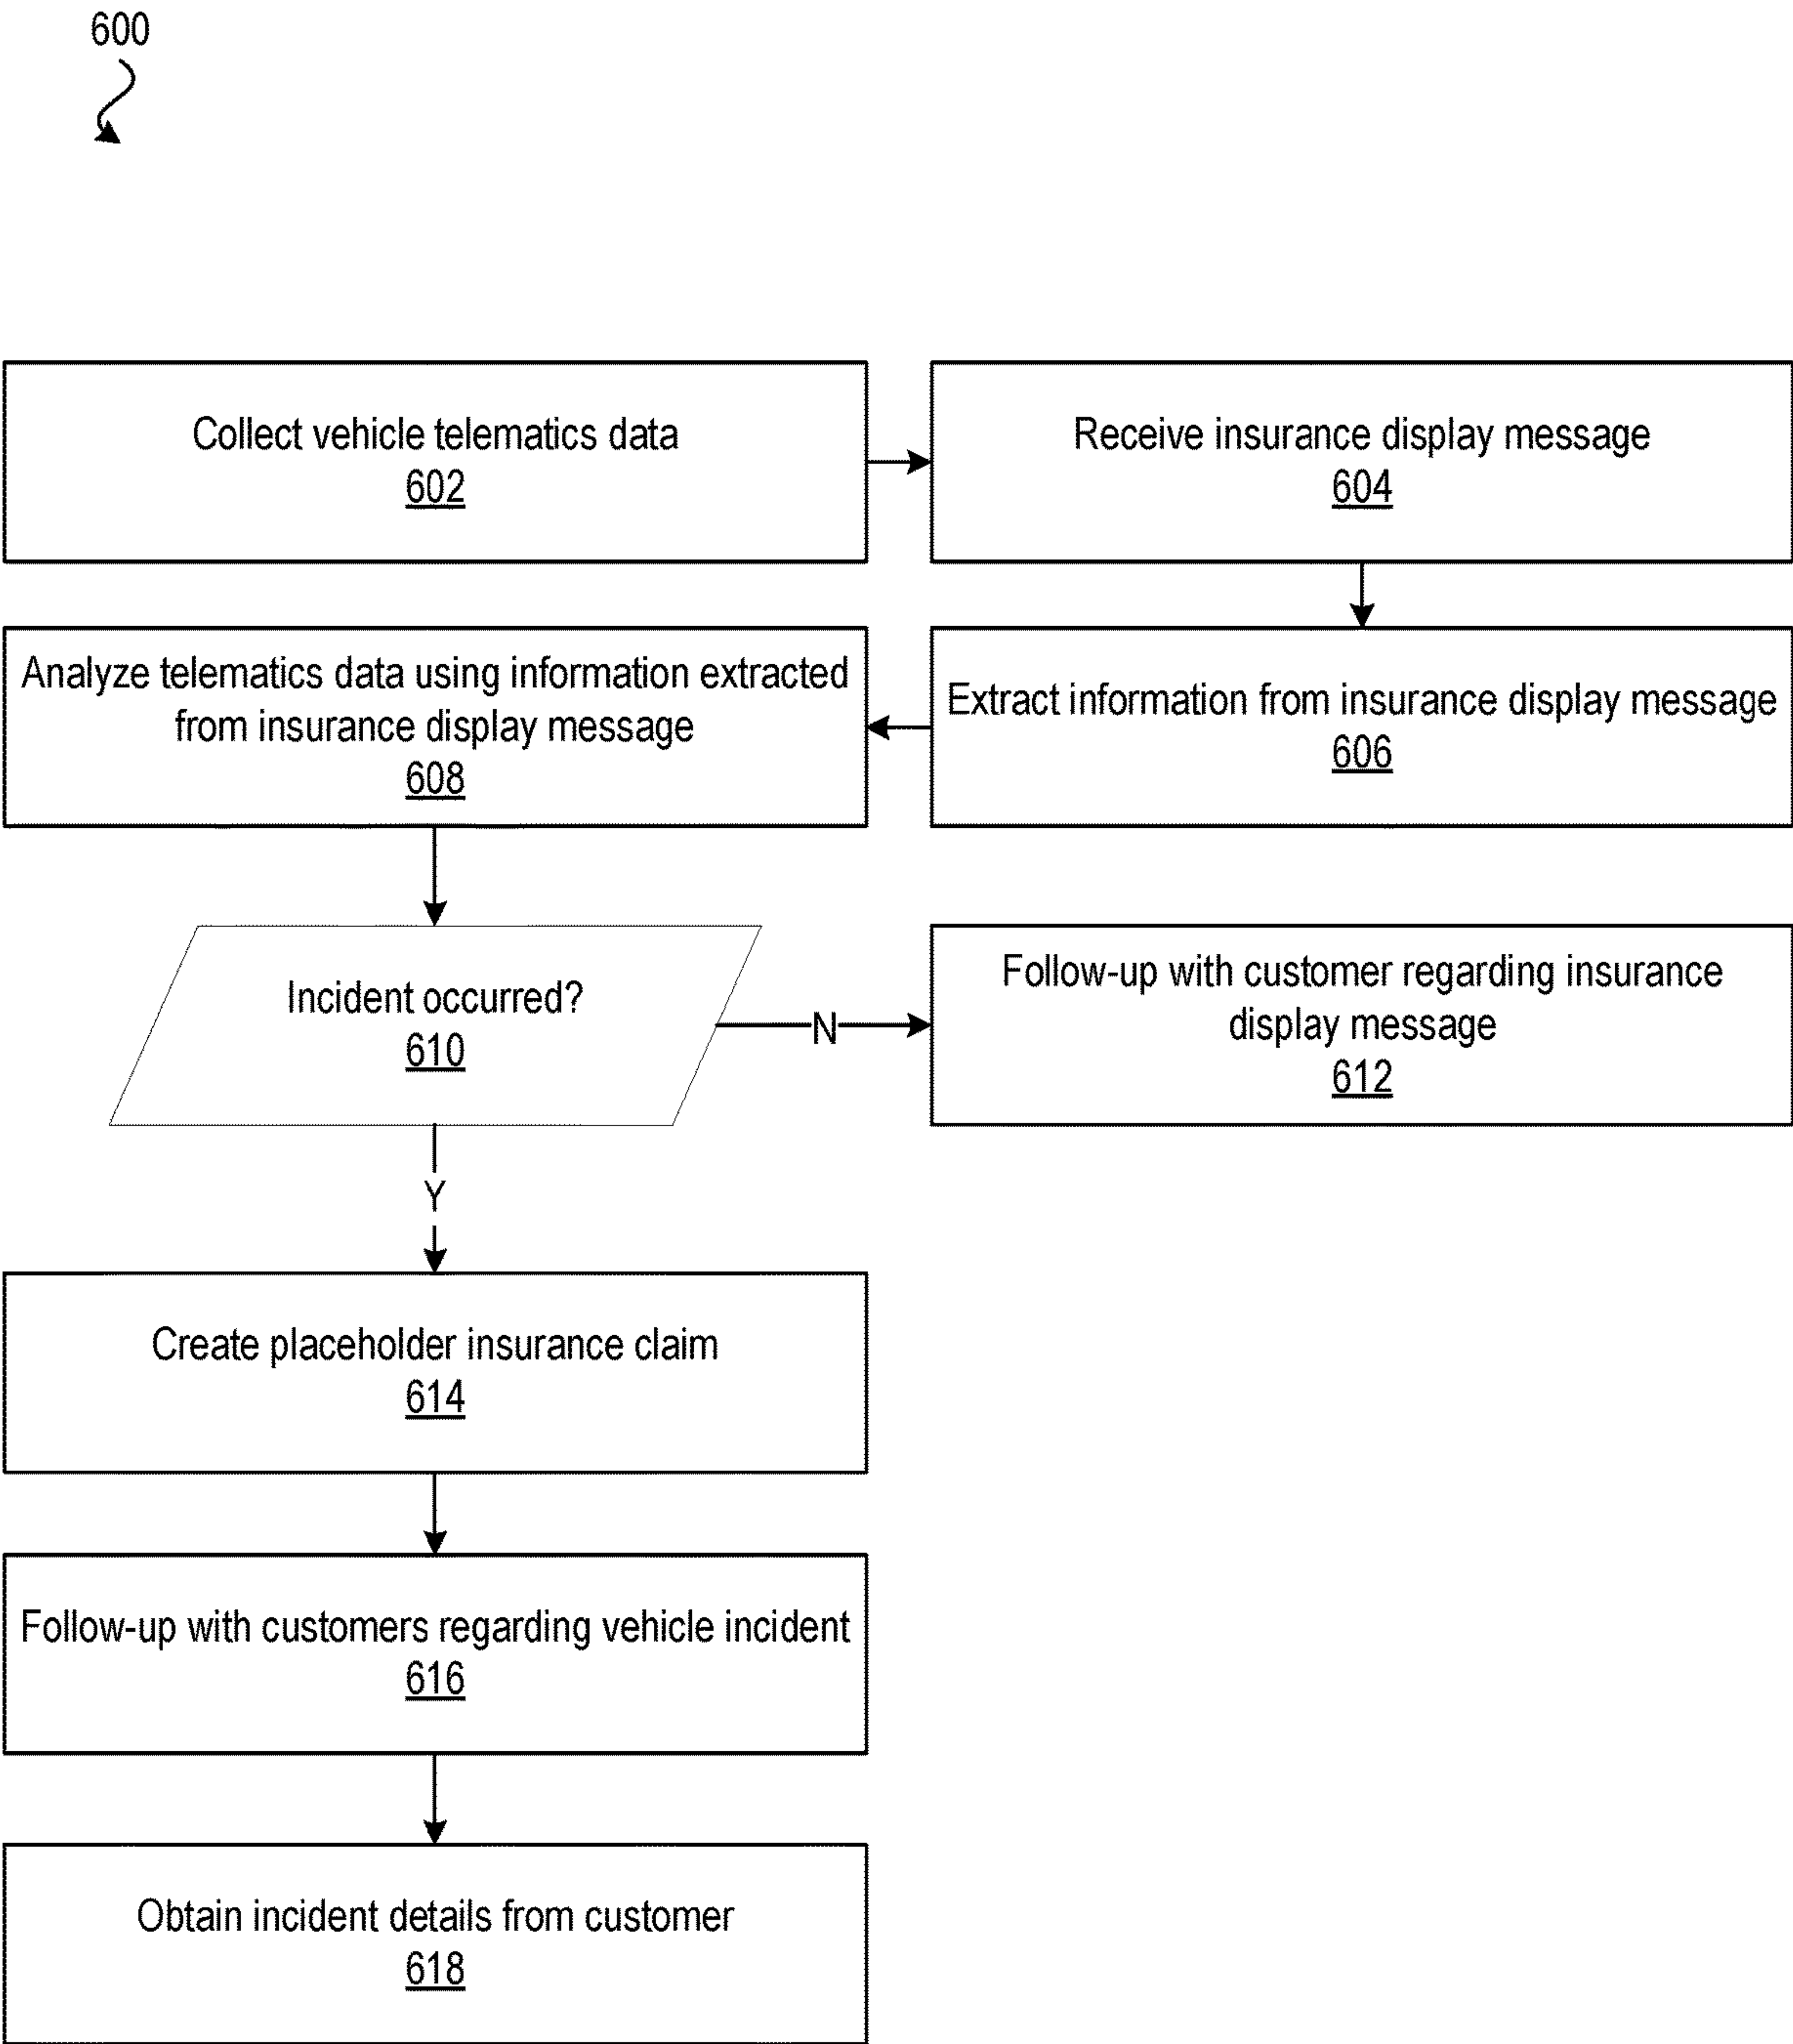 600
Collect vehicle telematics data
602
Receive insurance display message
604
Extract information from insurance display message
606
Analyze telematics data using information extracted
from insurance display message
608
Incident occurred?
610
N
Follow-up with customer regarding insurance
display message
612
Y
Create placeholder insurance claim
614
Follow-up with customers regarding vehicle incident
616
Obtain incident details from customer
618